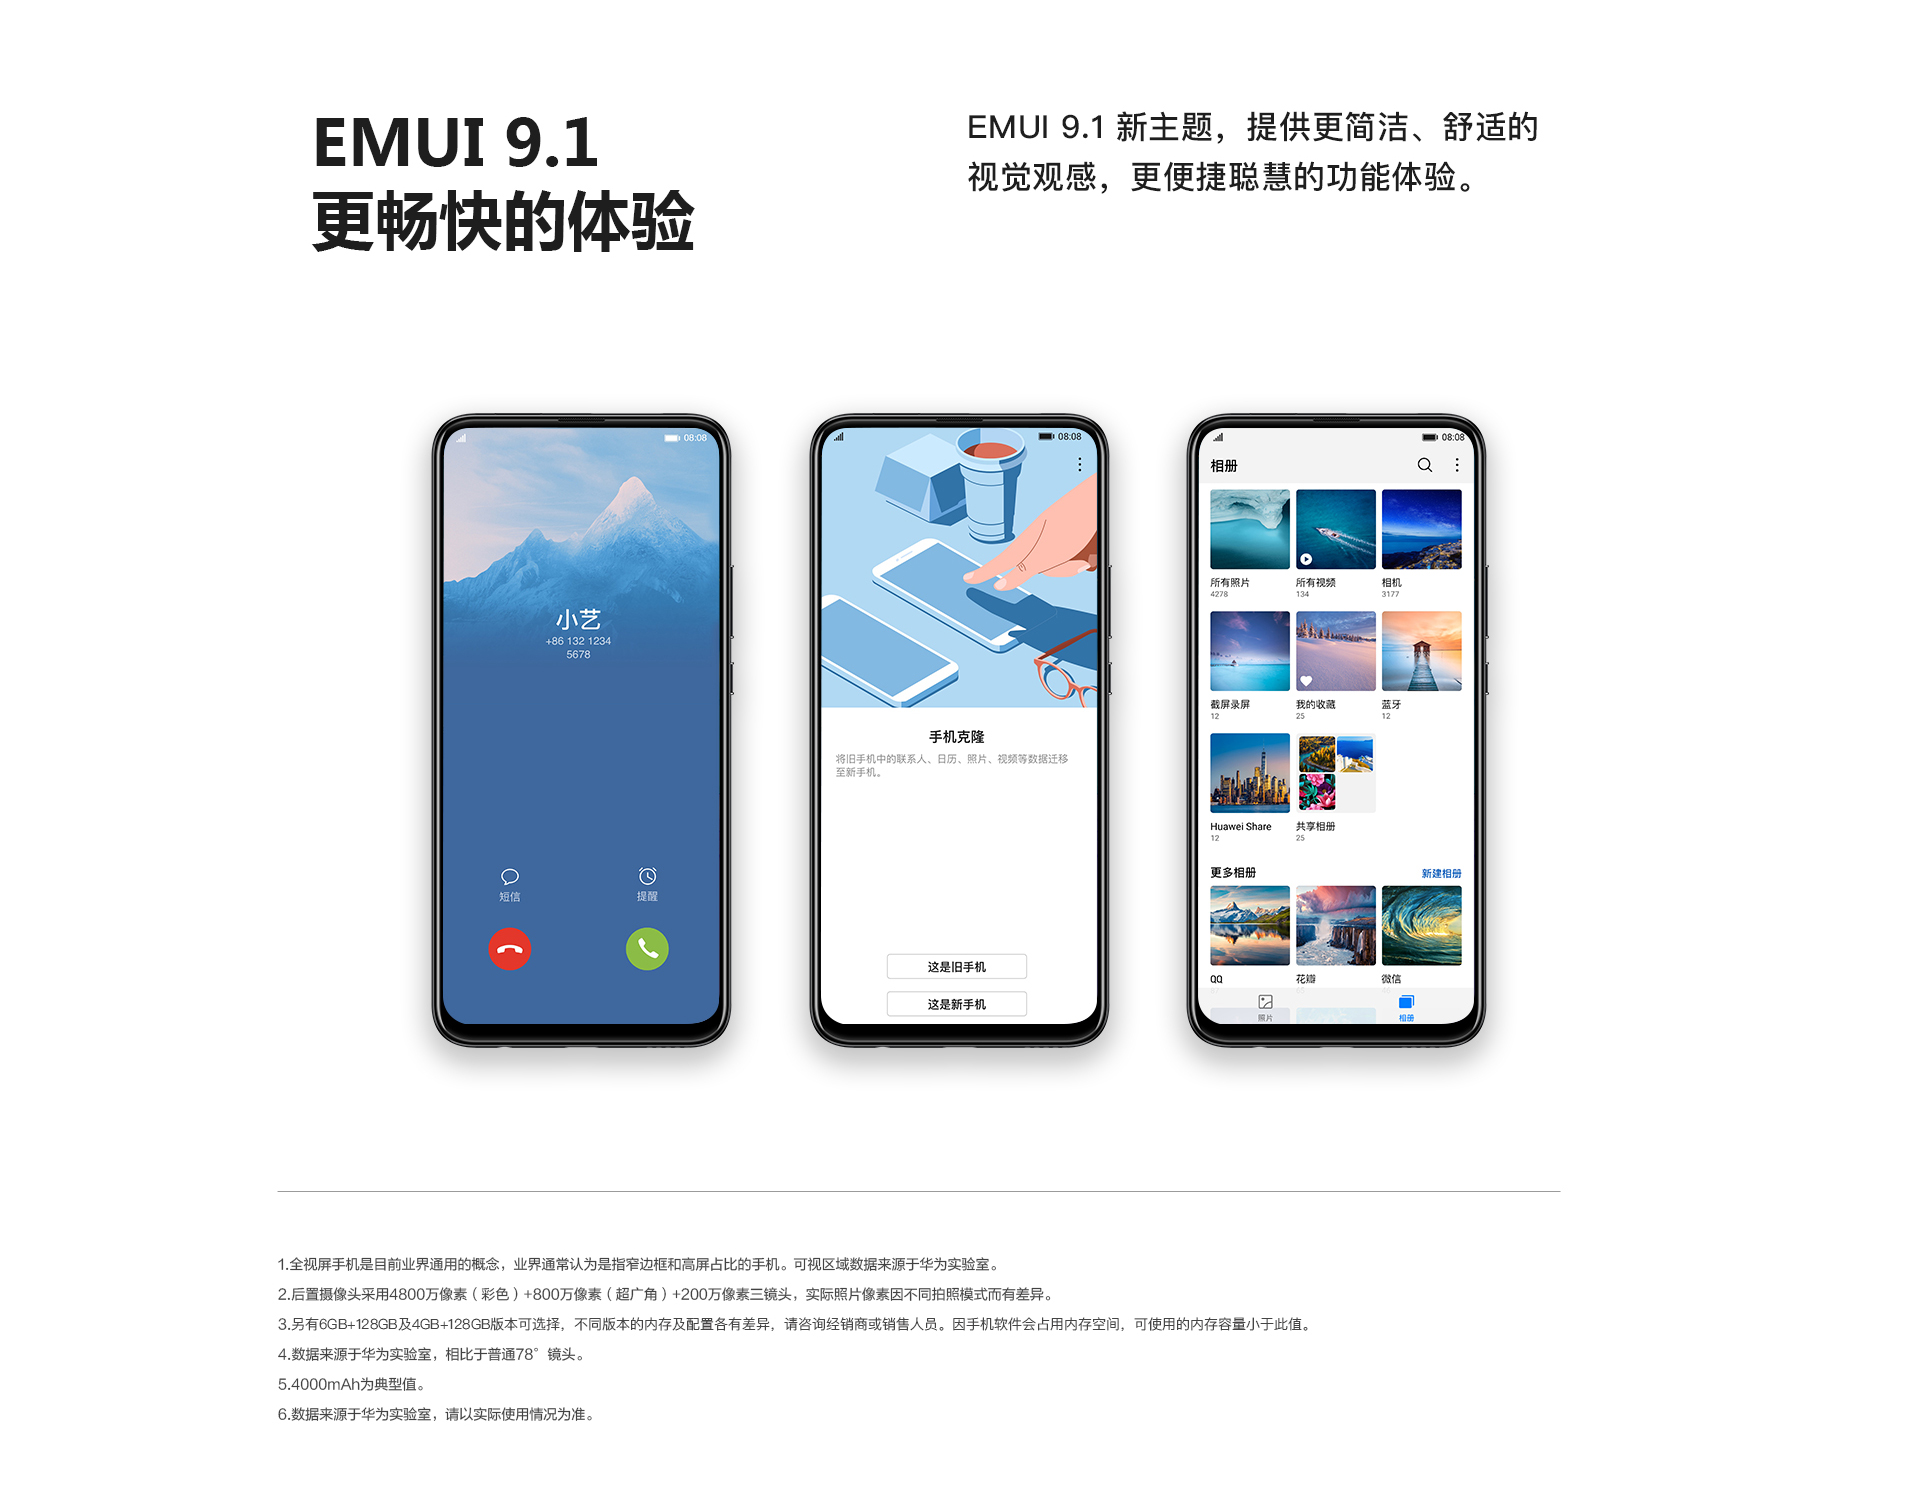 EMUI 9.1
更畅快的体验
EMUI 9.1 新主题，提供更简洁、舒适的
视觉观感，更便捷聪慧的功能体验。
08:08
小艺
+86 132 1234
5678
短信
提醒
08:08
手机克隆
将旧手机中的联系人、日历、照片、视频等数据迁移
至新手机。
这是旧手机
这是新手机
08:08
相册
所有照片
4278
所有视频
134
相机
3177
截屏录屏
12
我的收藏
25
蓝牙
12
Huawei Share
12
共享相册
25
更多相册
新建相册
QQ
花瓣
微信
照片
相册
1.全视屏手机是目前业界通用的概念，业界通常认为是指窄边框和高屏占比的手机。可视区域数据来源于华为实验室。
2.后置摄像头采用4800万像素（彩色）+800万像素（超广角）+200万像素三镜头，实际照片像素因不同拍照模式而有差异。
3.另有6GB+128GB及4GB+128GB版本可选择，不同版本的内存及配置各有差异，请咨询经销商或销售人员。因手机软件会占用内存空间，可使用的内存容量小于此值。
4.数据来源于华为实验室，相比于普通78°镜头。
5.4000mAh为典型值。
6.数据来源于华为实验室，请以实际使用情况为准。